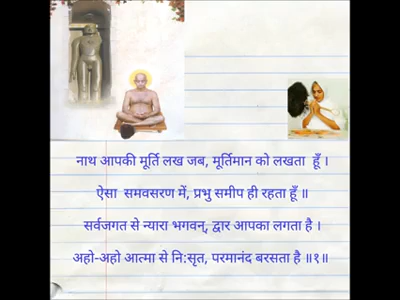 नाथ आपकी मूर्ति लख जब, मूर्तिमान को लखता हूँ ।
ऐसा समवसरण में, प्रभु समीप ही रहता हूँ ॥
सर्वजगत से न्यारा भगवन्, द्वार आपका लगता है ।
अहो-अहो आत्मा से नि:सृत, परमानंद बरसता है ॥१॥